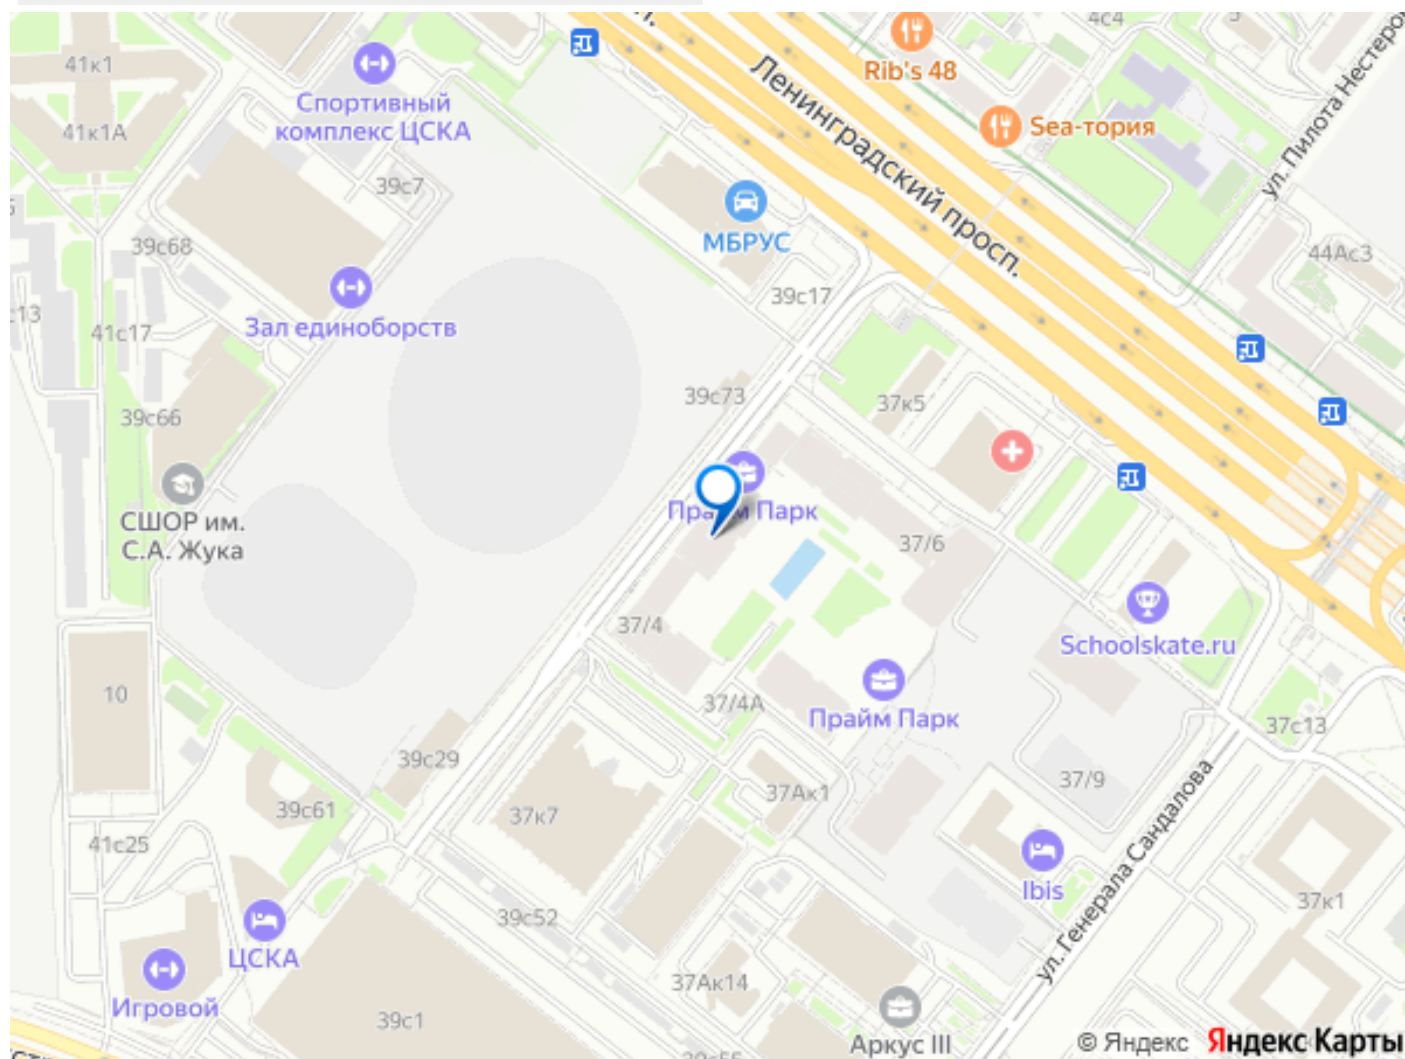 4с4
41к1
Rib's 48
Спортивный
комплекс ЦСКА
Ленинградский просп.
Sea-тория
41к1А
ул. Пилота Нестерова
39с7
МБРУС
39с68
44Ас3
39с17
Зал единоборств
41с17
39с73
37к5
39с66
СШОР им.
С.А. Жука
Прайм Парк
37/6
37/4
Schoolskate.ru
10
37/4А
Прайм Парк
37с13
39с29
37/9
37Ак1
39с61
37к7
41с25
ул. Генерала Сандалова
Ibis
37к1
39с52
ЦСКА
37Ак14
Игровой
39с1
Аркус III
© Яндекс Яндекс Карты